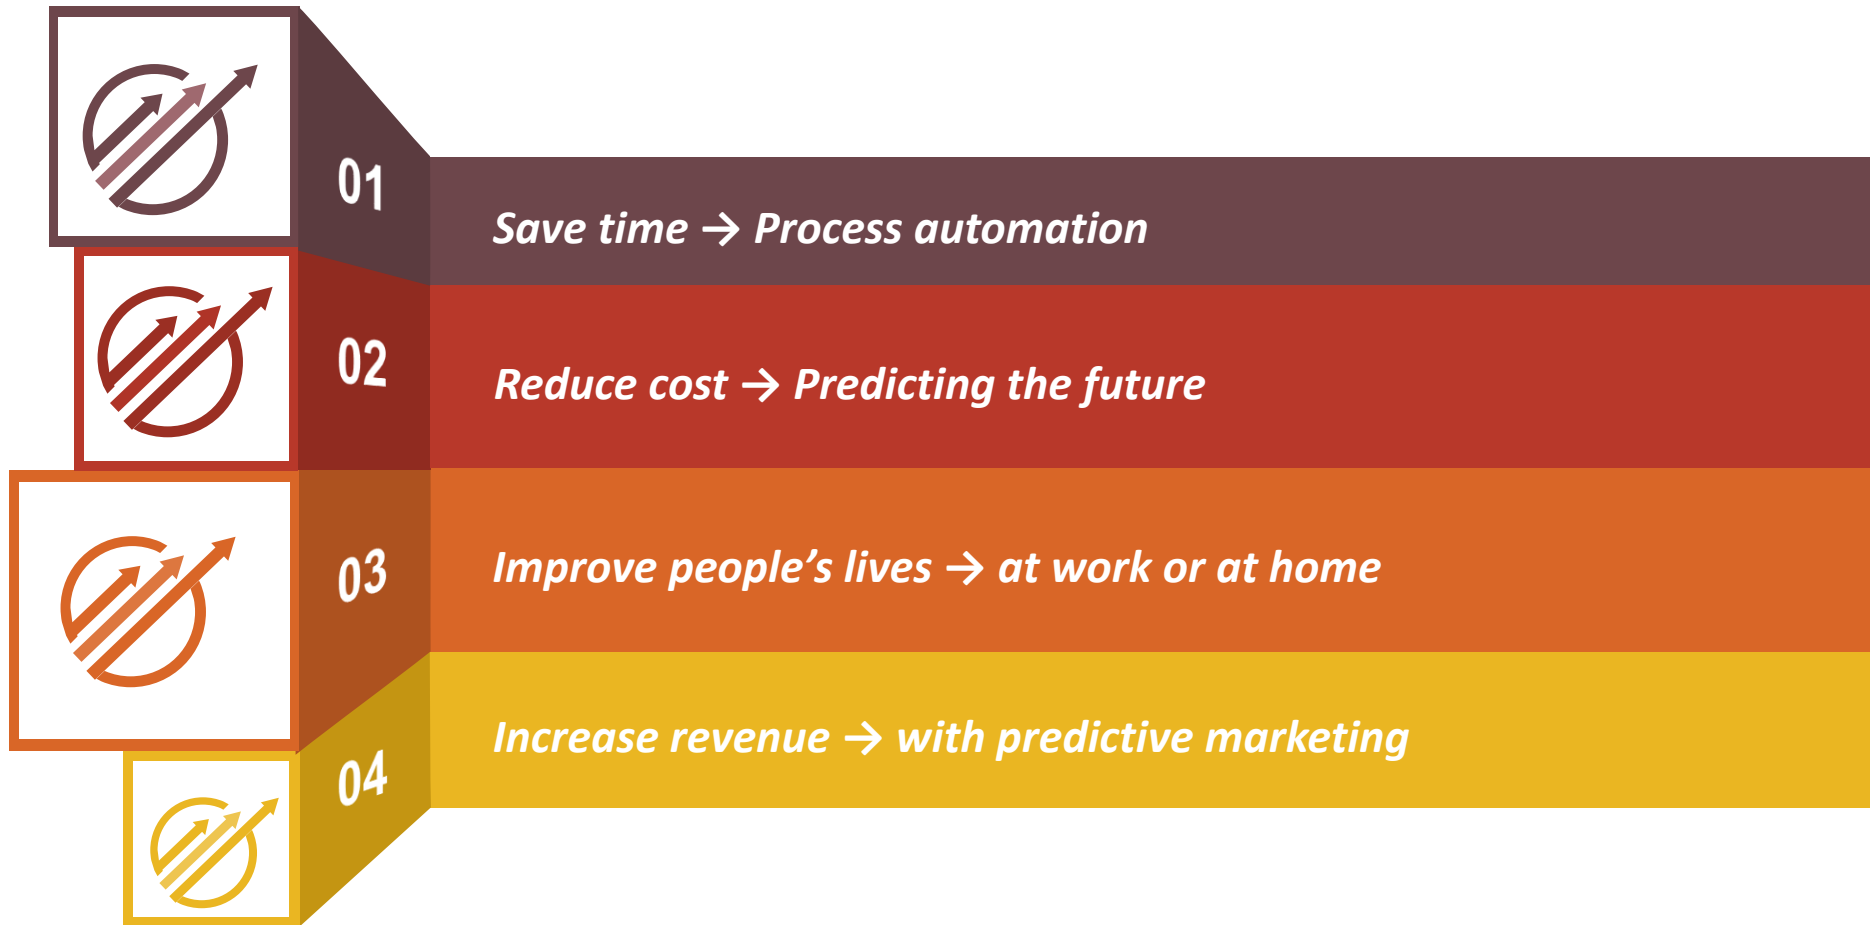 01
Save time → Process automation
02
Reduce cost → Predicting the future
03
Improve people’s lives → at work or at home
04
Increase revenue → with predictive marketing